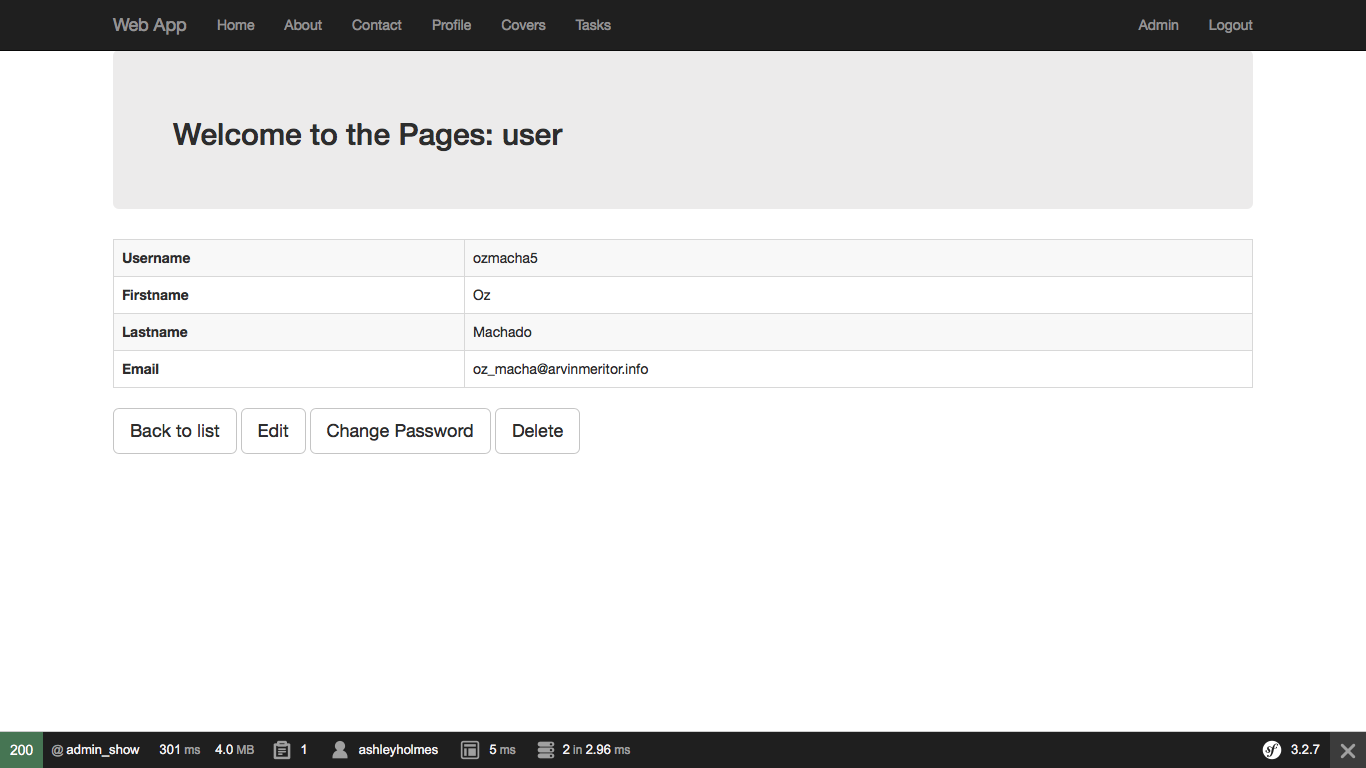 Web App Home About Contact Profile Covers Tasks Admin Logout
Welcome to the Pages: user
Username ozmacha5
Firstname Oz
Lastname Machado
Email oz_macha@arvinmeritor.info
Back to list Edit Change Password Delete
200 @ admin_show 301 ms 4.0 MB 1 ashleyholmes 5 ms 2 in 2.96 ms sf 3.2.7